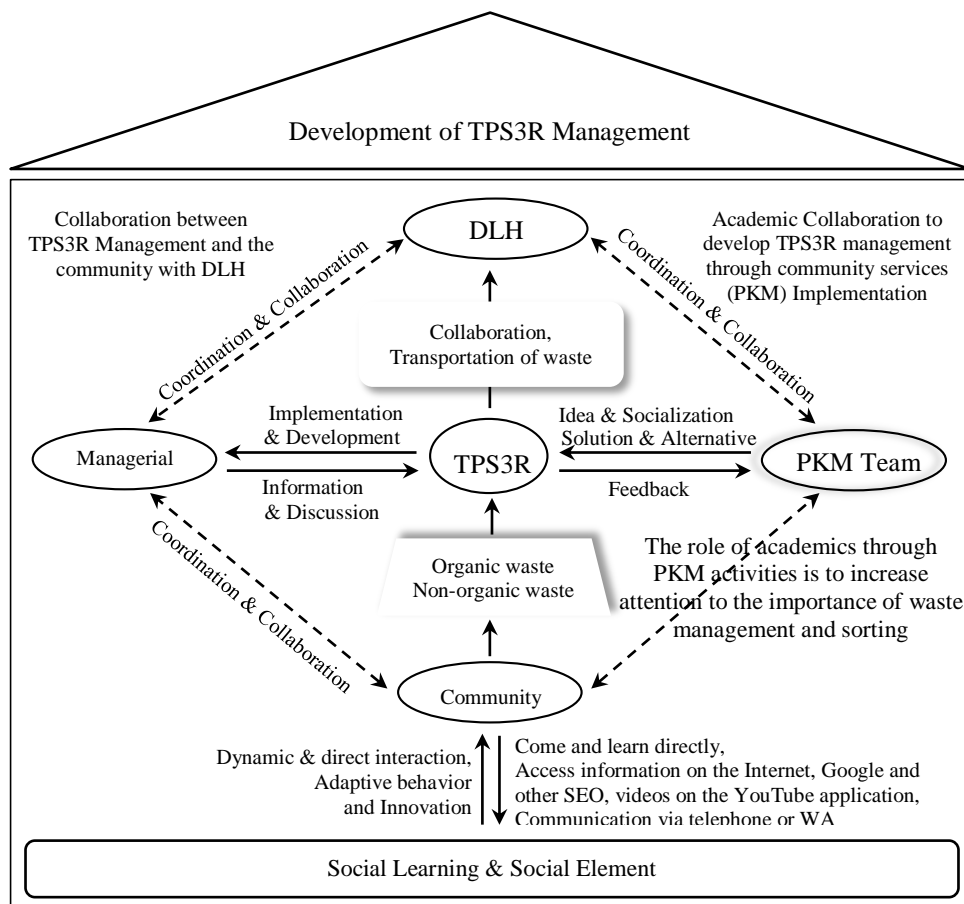 Development of TPS3R Management
Collaboration between
TPS3R Management and the
community with DLH
DLH
Academic Collaboration to
develop TPS3R management
through community services
(PKM) Implementation
Coordination & Collaboration
Coordination & Collaboration
Collaboration,
Transportation of waste
Implementation
& Development
Idea & Socialization
Solution & Alternative
Managerial
TPS3R
PKM Team
Information
& Discussion
Feedback
Coordination & Collaboration
Organic waste
Non-organic waste
The role of academics through
PKM activities is to increase
attention to the importance of waste
management and sorting
Community
Dynamic & direct interaction,
Adaptive behavior
and Innovation
Come and learn directly,
Access information on the Internet, Google and
other SEO, videos on the YouTube application,
Communication via telephone or WA
Social Learning & Social Element